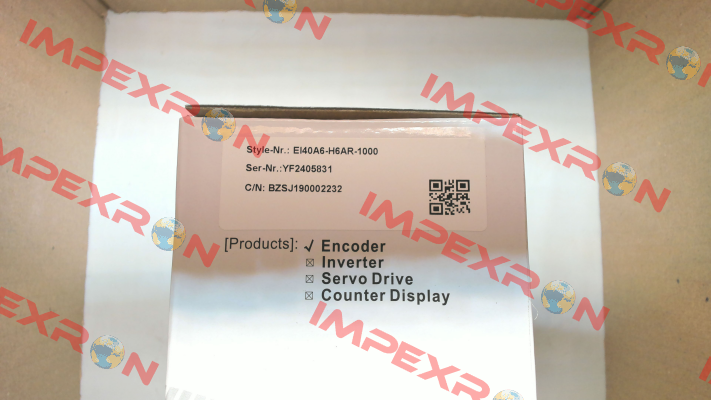 IMPEXRON
IMPEXRON
IMPEXRON
IMPEXRON
Style-Nr.: EI40A6-H6AR-1000
Ser-Nr.:YF2405831
C/N: BZSJ190002232
[Products]: √ Encoder
☒ Inverter
☒ Servo Drive
☒ Counter Display
IMPEXRON
IMPEXRON
IMPEXRON